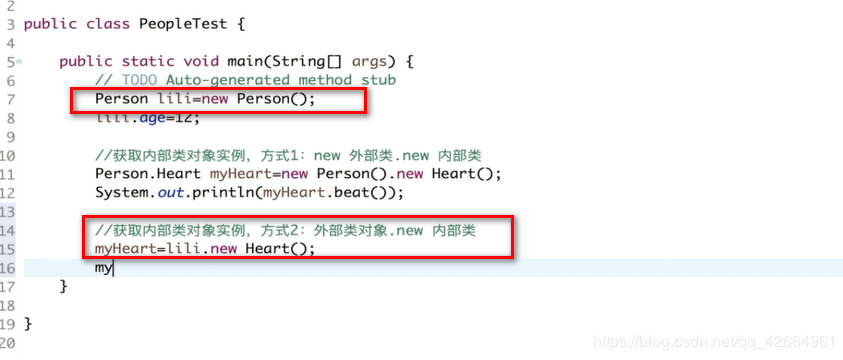 2
3 public class PeopleTest {
4
5 public static void main(String[] args) {
6 // TODO Auto-generated method stub
7 Person lili=new Person();
8 lili.age=12;
9
10 //获取内部类对象实例，方式1：new 外部类.new 内部类
11 Person.Heart myHeart=new Person().new Heart();
12 System.out.println(myHeart.beat());
13
14 //获取内部类对象实例，方式2：外部类对象.new 内部类
15 myHeart=lili.new Heart();
16 my
17 }
18
19 }
20
https://blog.csdn.net/qq_42664961